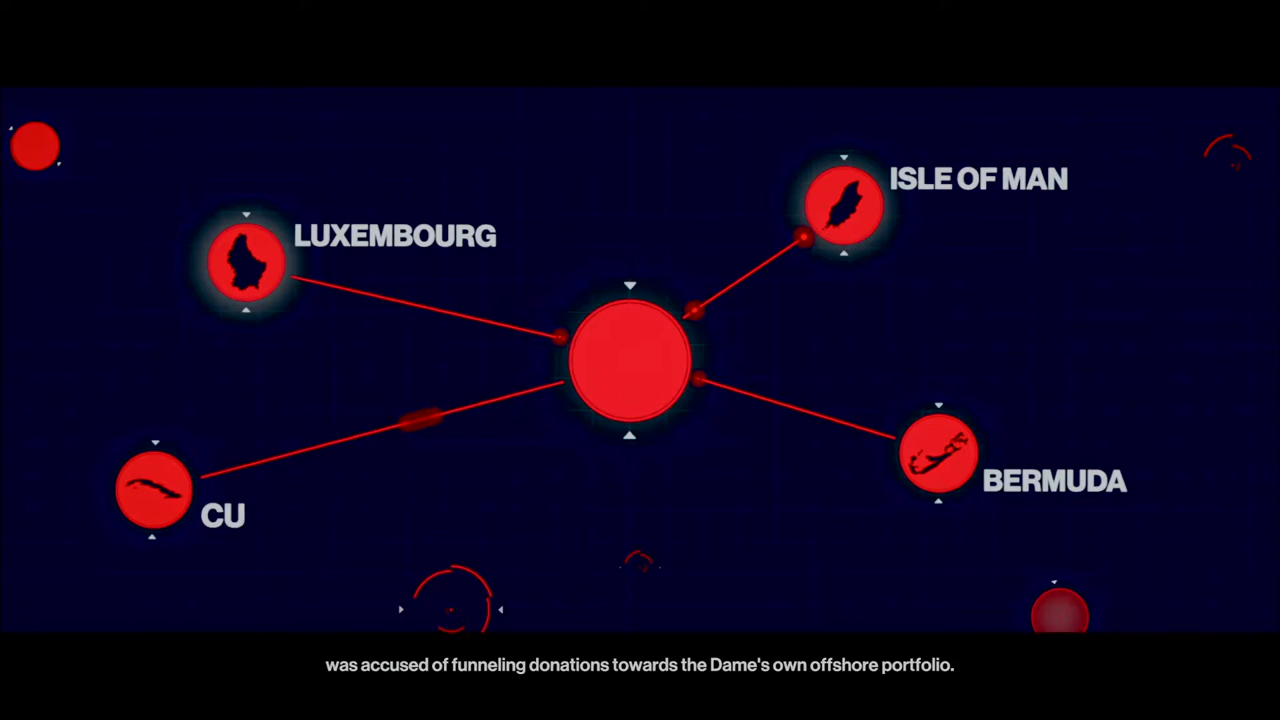 ISLE OF MAN
LUXEMBOURG
BERMUDA
CU
was accused of funneling donations towards the Dame's own offshore portfolio.